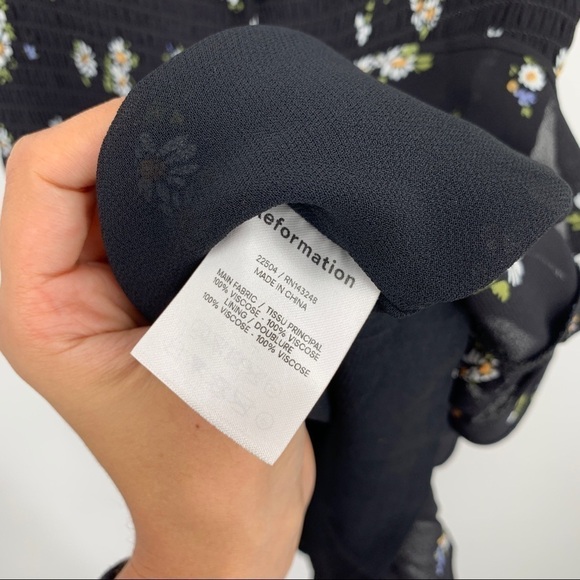 Reformation
22504 / RN143248
MADE IN CHINA
MAIN FABRIC / TISSU PRINCIPAL
100% VISCOSE - 100% VISCOSE
LINING / DOUBLURE
100% VISCOSE - 100% VISCOSE